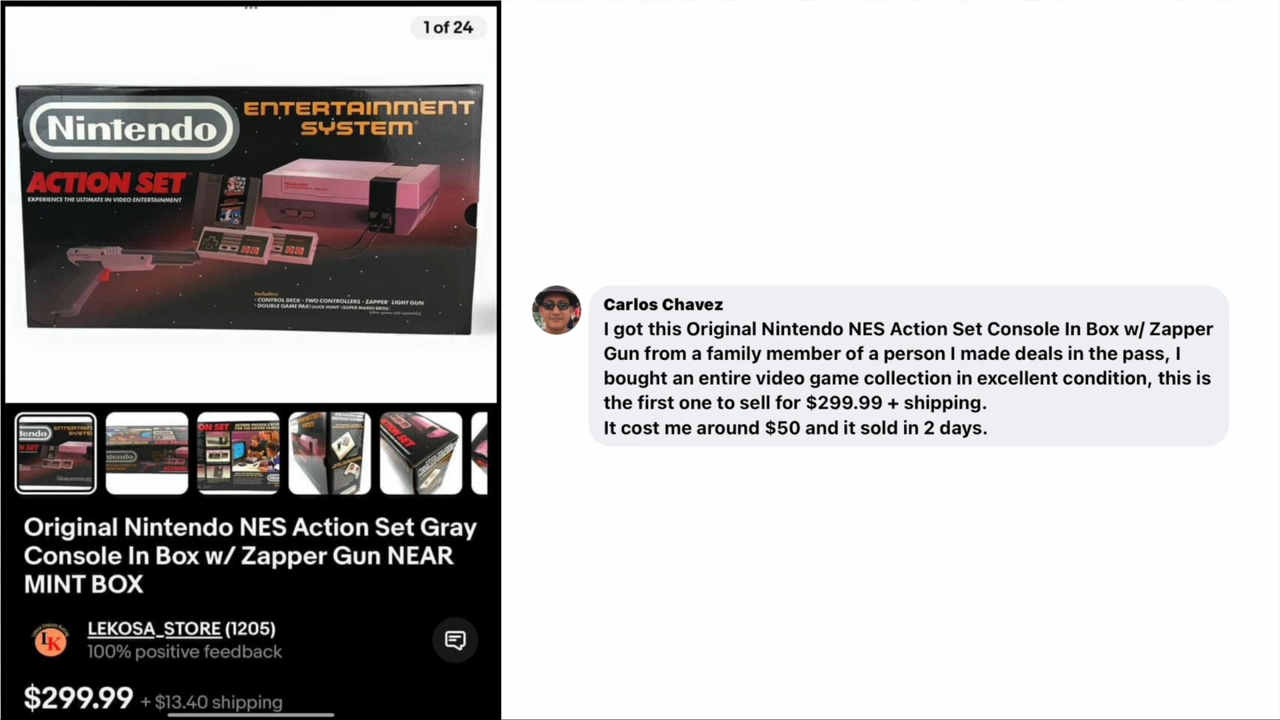 1 of 24
Nintendo
ENTERTAINMENT
SYSTEM
ACTION SET
EXPERIENCE THE ULTIMATE IN VIDEO ENTERTAINMENT
Includes:
· CONTROL DECK · TWO CONTROLLERS · ZAPPER LIGHT GUN
ACTION SET
Original Nintendo NES Action Set Gray
Console In Box w/ Zapper Gun NEAR
MINT BOX
LK
LEKOSA_STORE (1205)
100% positive feedback
$299.99 + $13.40 shipping
Carlos Chavez
I got this Original Nintendo NES Action Set Console In Box w/ Zapper
Gun from a family member of a person I made deals in the pass, I
bought an entire video game collection in excellent condition, this is
the first one to sell for $299.99 + shipping.
It cost me around $50 and it sold in 2 days.